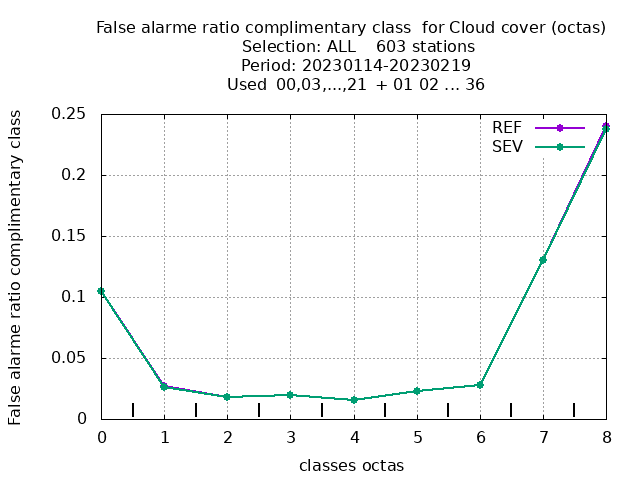 False alarme ratio complimentary class  for Cloud cover (octas)
Selection: ALL    603 stations
Period: 20230114-20230219
Used  00,03,...,21  + 01 02 ... 36
False alarme ratio complimentary class
0.25
0.2
0.15
0.1
0.05
0
REF
SEV
0 1 2 3 4 5 6 7 8
classes octas